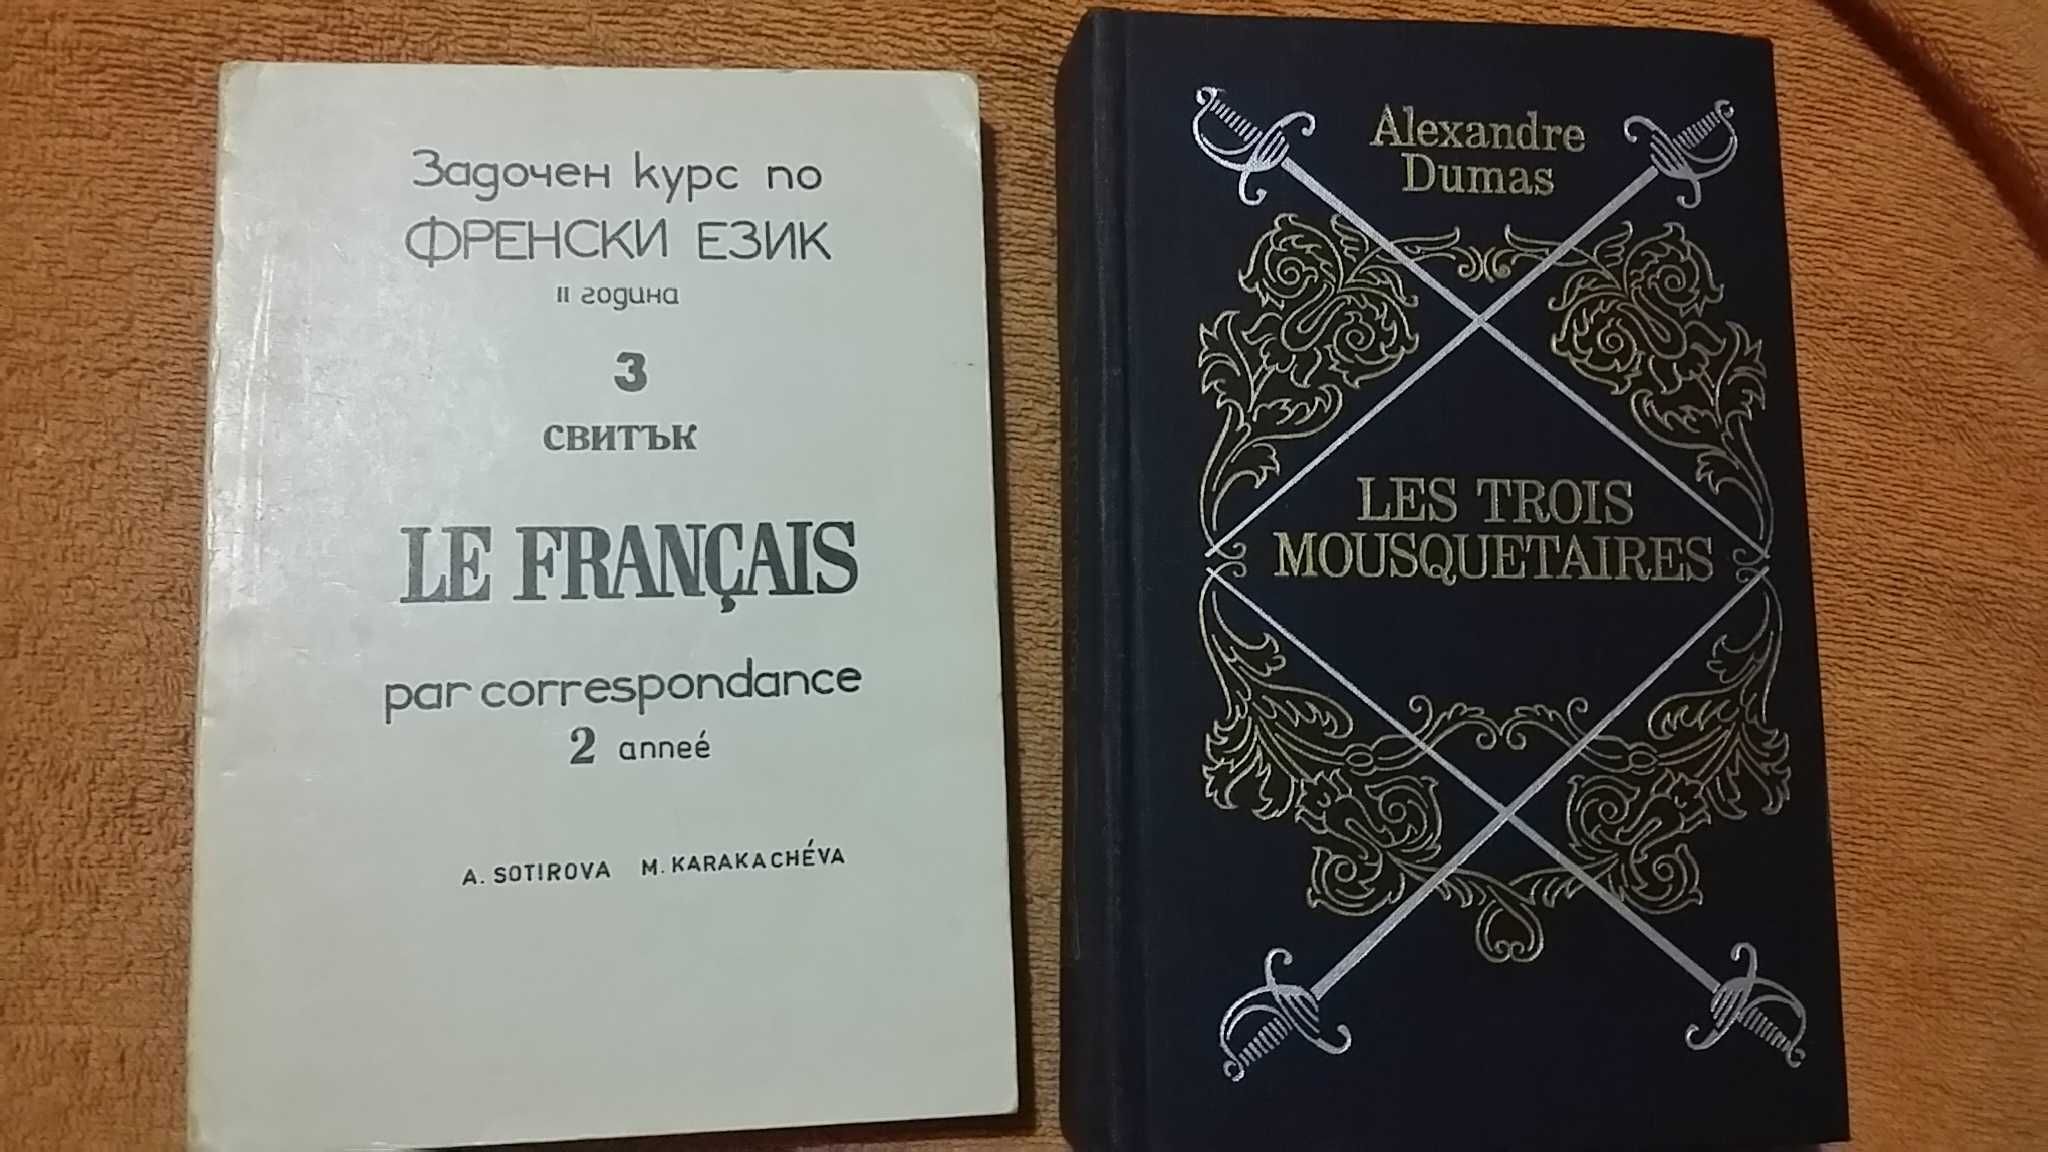 Задочен курс по
ФРЕНСКИ ЕЗИК
II година
3
свитък
LE FRANÇAIS
par correspondance
2 anneé
A. SOTIROVA M. KARAKACHÉVA
Alexandre
Dumas
LES TROIS
MOUSQUETAIRES